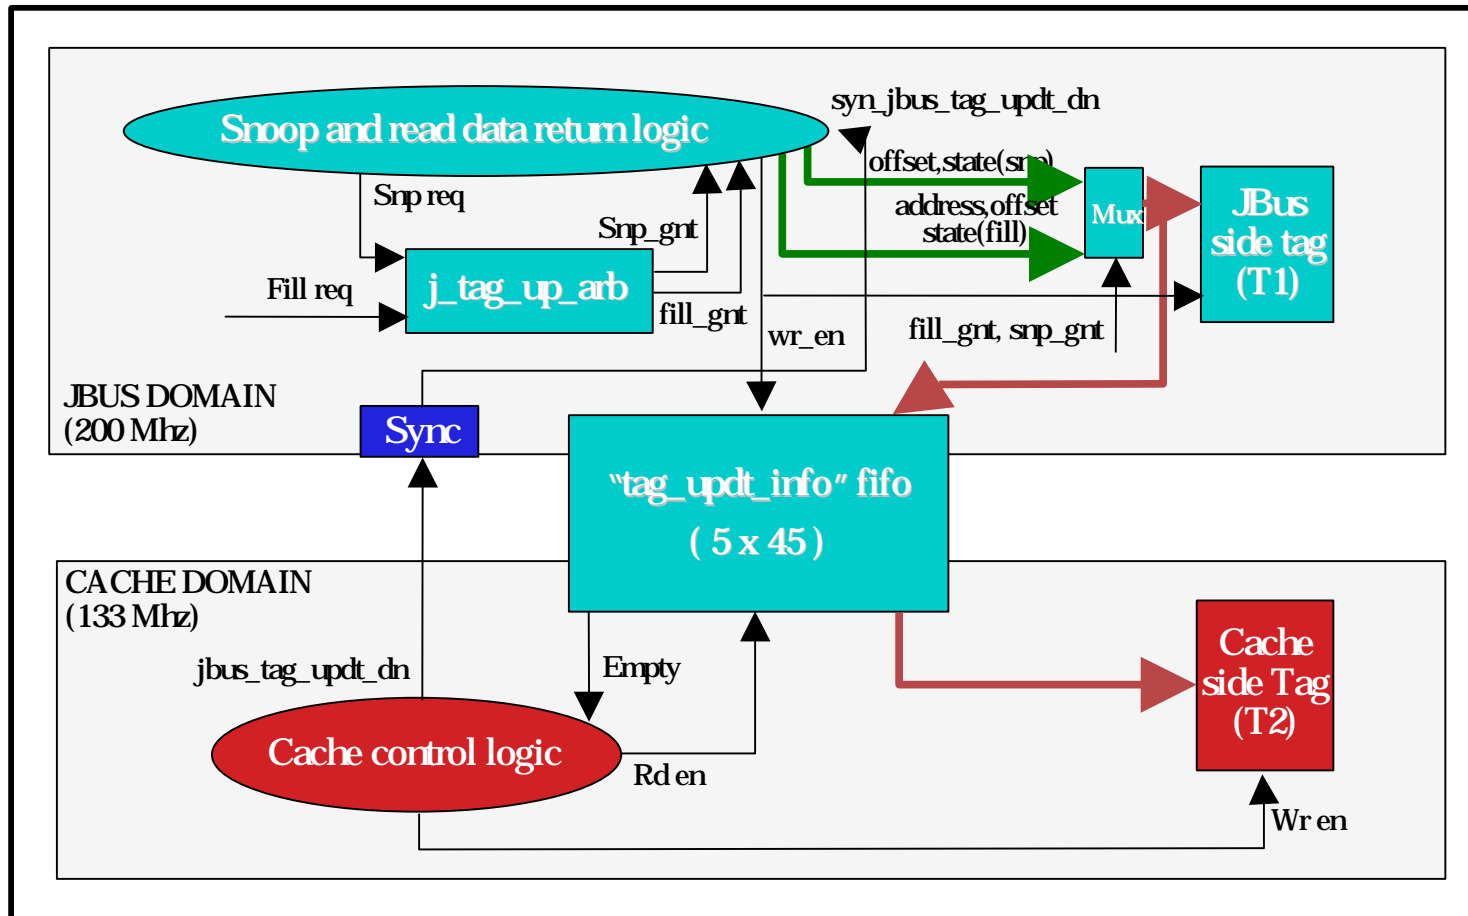 syn_jbus_tag_updt_dn
Snoop and read data return logic
offset,state(snp)
Snp req
address,offset
state(fill)
Mux
JBus
side tag
(T1)
Snp_gnt
Fill req
j_tag_up_arb
fill_gnt
wr_en
fill_gnt, snp_gnt
JBUS DOMAIN
(200 Mhz)
Sync
“tag_updt_info” fifo
( 5 x 45 )
CACHE DOMAIN
(133 Mhz)
jbus_tag_updt_dn
Empty
Cache
side Tag
(T2)
Cache control logic
Rd en
Wr en